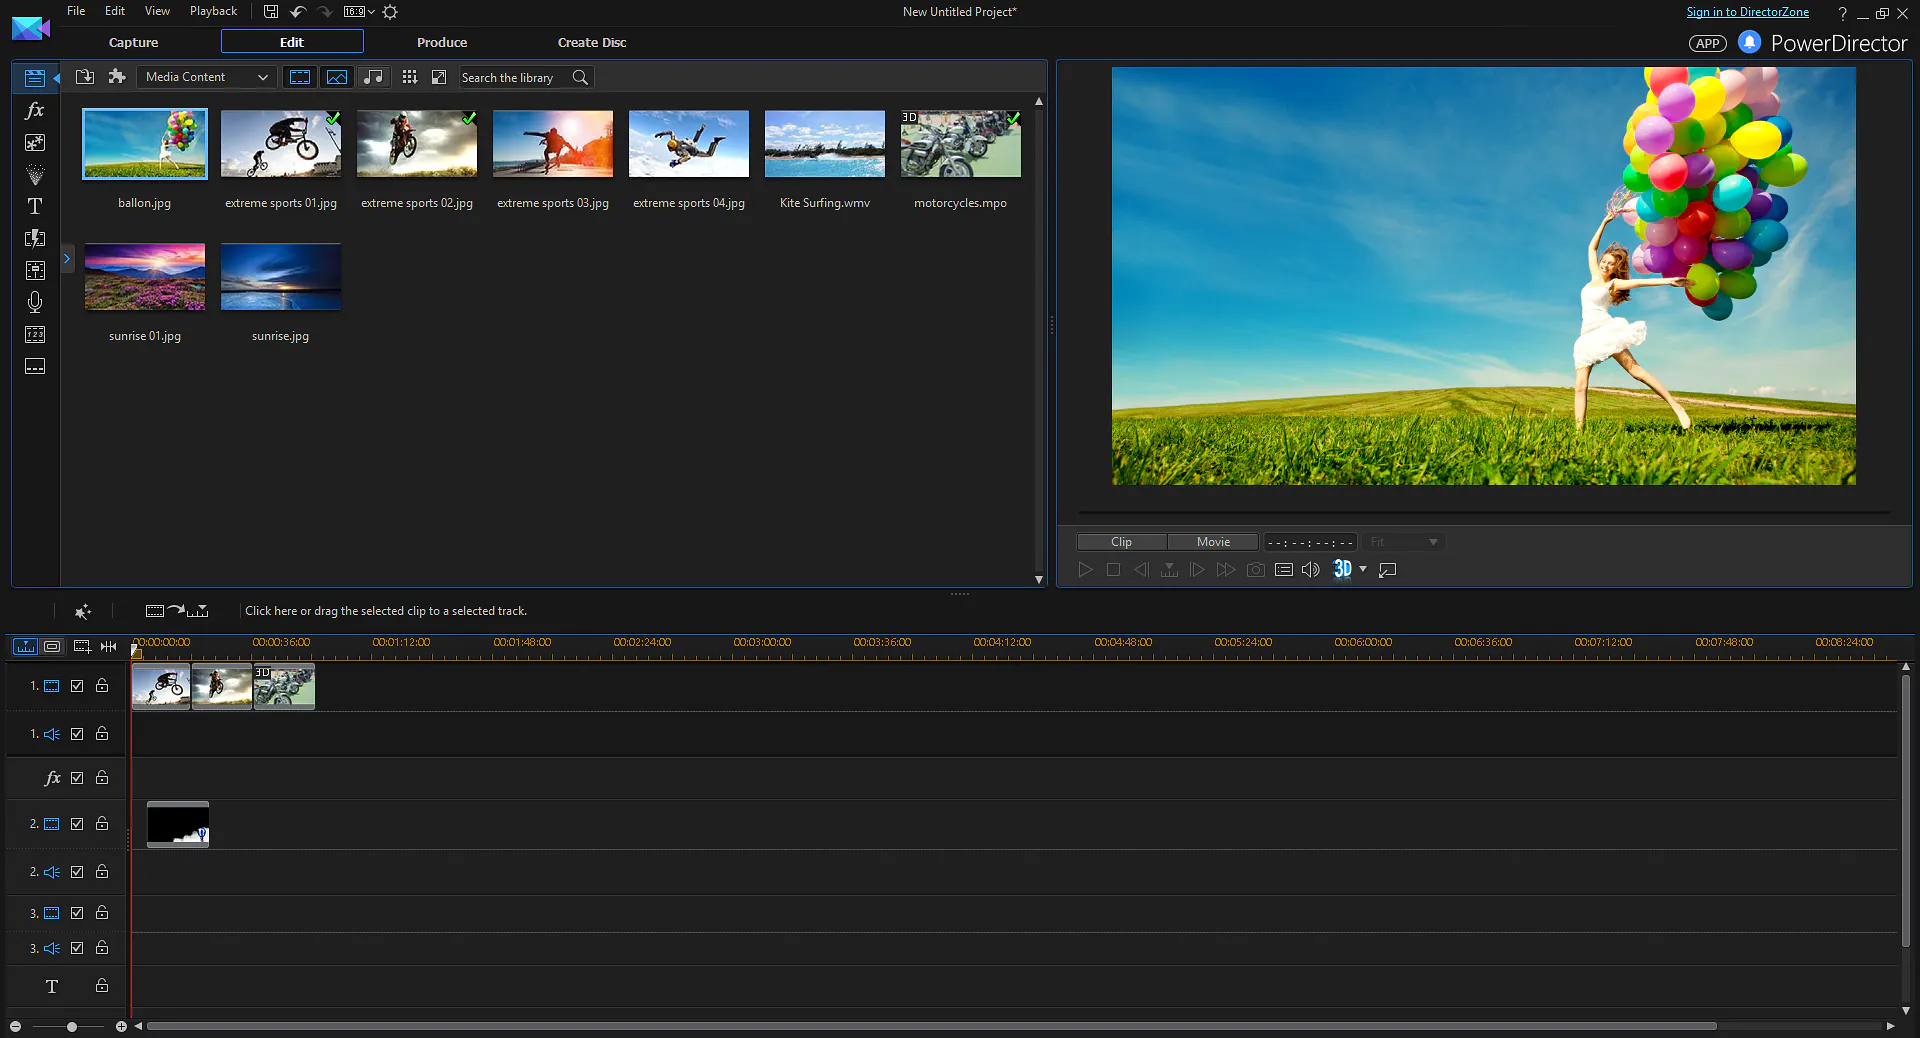 File Edit View Playback 16:9 New Untitled Project* Sign in to DirectorZone ?
Capture Edit Produce Create Disc APP PowerDirector
Media Content Search the library
fx
T
3D
ballon.jpg extreme sports 01.jpg extreme sports 02.jpg extreme sports 03.jpg extreme sports 04.jpg Kite Surfing.wmv motorcycles.mpo
sunrise 01.jpg sunrise.jpg
1 2 3
Clip Movie --:--:--:-- Fit
3D
Click here or drag the selected clip to a selected track.
00:00:00:00 00:00:36:00 00:01:12:00 00:01:48:00 00:02:24:00 00:03:00:00 00:03:36:00 00:04:12:00 00:04:48:00 00:05:24:00 00:06:00:00 00:06:36:00 00:07:12:00 00:07:48:00 00:08:24:00
1. 3D
1.
fx
2.
2.
3.
3.
T